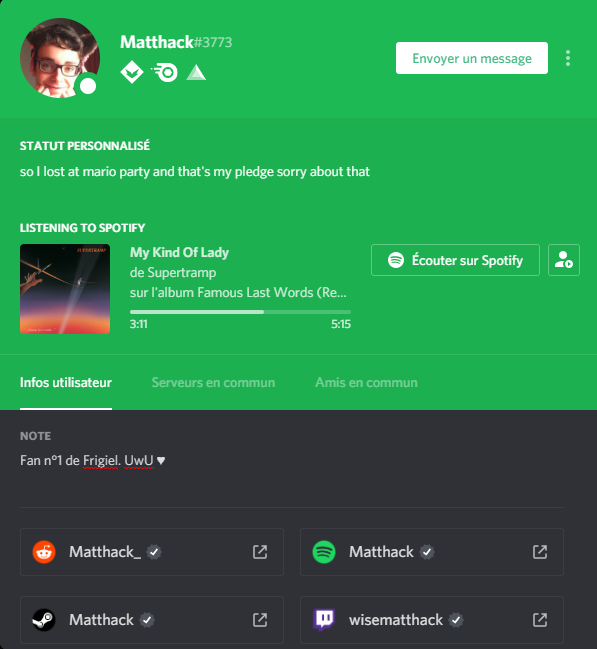 Matthack#3773
Envoyer un message
STATUT PERSONNALISÉ
so I lost at mario party and that's my pledge sorry about that
LISTENING TO SPOTIFY
My Kind Of Lady
de Supertramp
sur l'album Famous Last Words (Re...
3:11 5:15
Écouter sur Spotify
Infos utilisateur Serveurs en commun Amis en commun
NOTE
Fan n°1 de Frigiel. UwU ♥
Matthack_
Matthack
Matthack
wisematthack